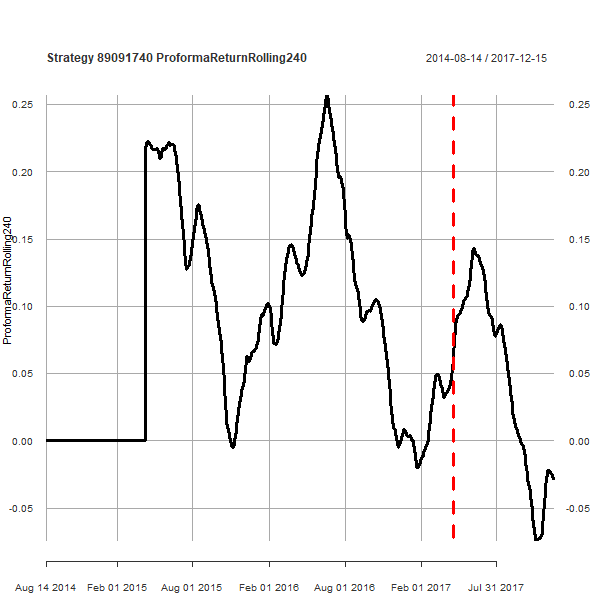 Strategy 89091740 ProformaReturnRolling240
2014-08-14 / 2017-12-15
ProformaReturnRolling240
0.25 0.25
0.20 0.20
0.15 0.15
0.10 0.10
0.05 0.05
0.00 0.00
-0.05 -0.05
Aug 14 2014 Feb 01 2015 Aug 01 2015 Feb 01 2016 Aug 01 2016 Feb 01 2017 Jul 31 2017